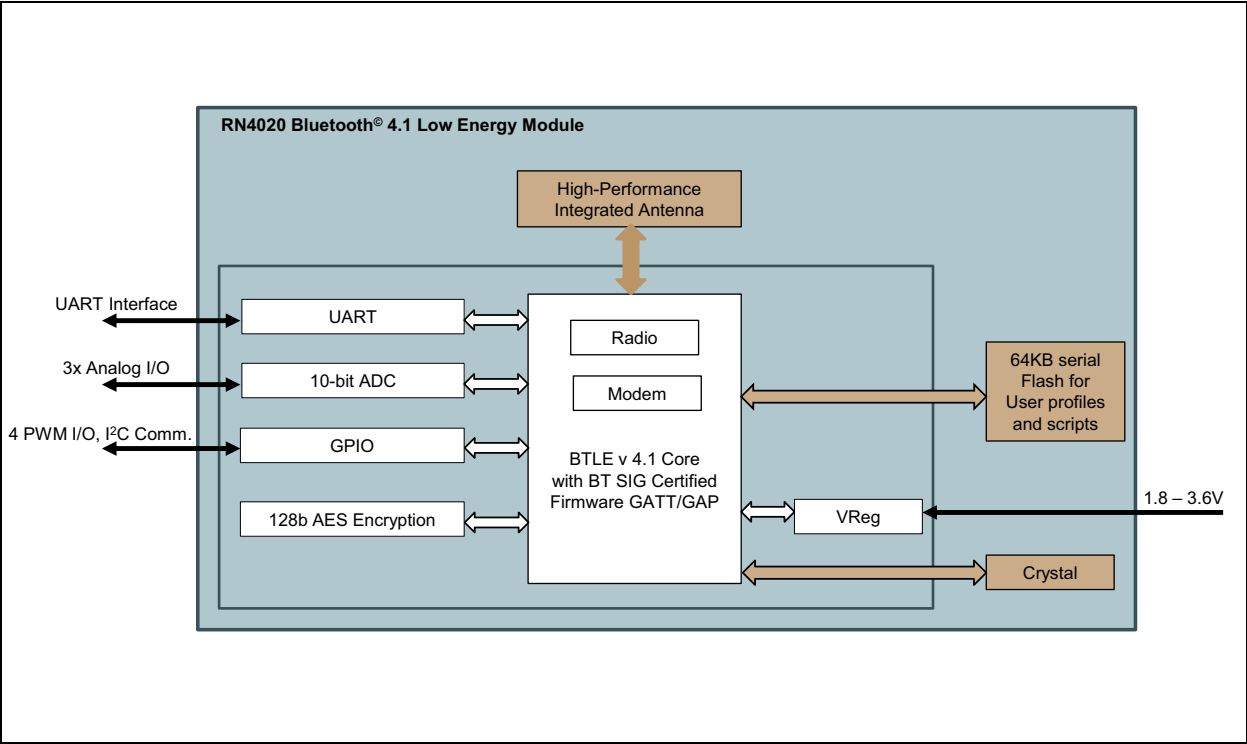 RN4020 Bluetooth© 4.1 Low Energy Module
High-Performance
Integrated Antenna
UART Interface
UART
Radio
3x Analog I/O
10-bit ADC
Modem
64KB serial
Flash for
User profiles
and scripts
4 PWM I/O, I²C Comm.
GPIO
BTLE v 4.1 Core
with BT SIG Certified
Firmware GATT/GAP
128b AES Encryption
VReg
1.8 – 3.6V
Crystal